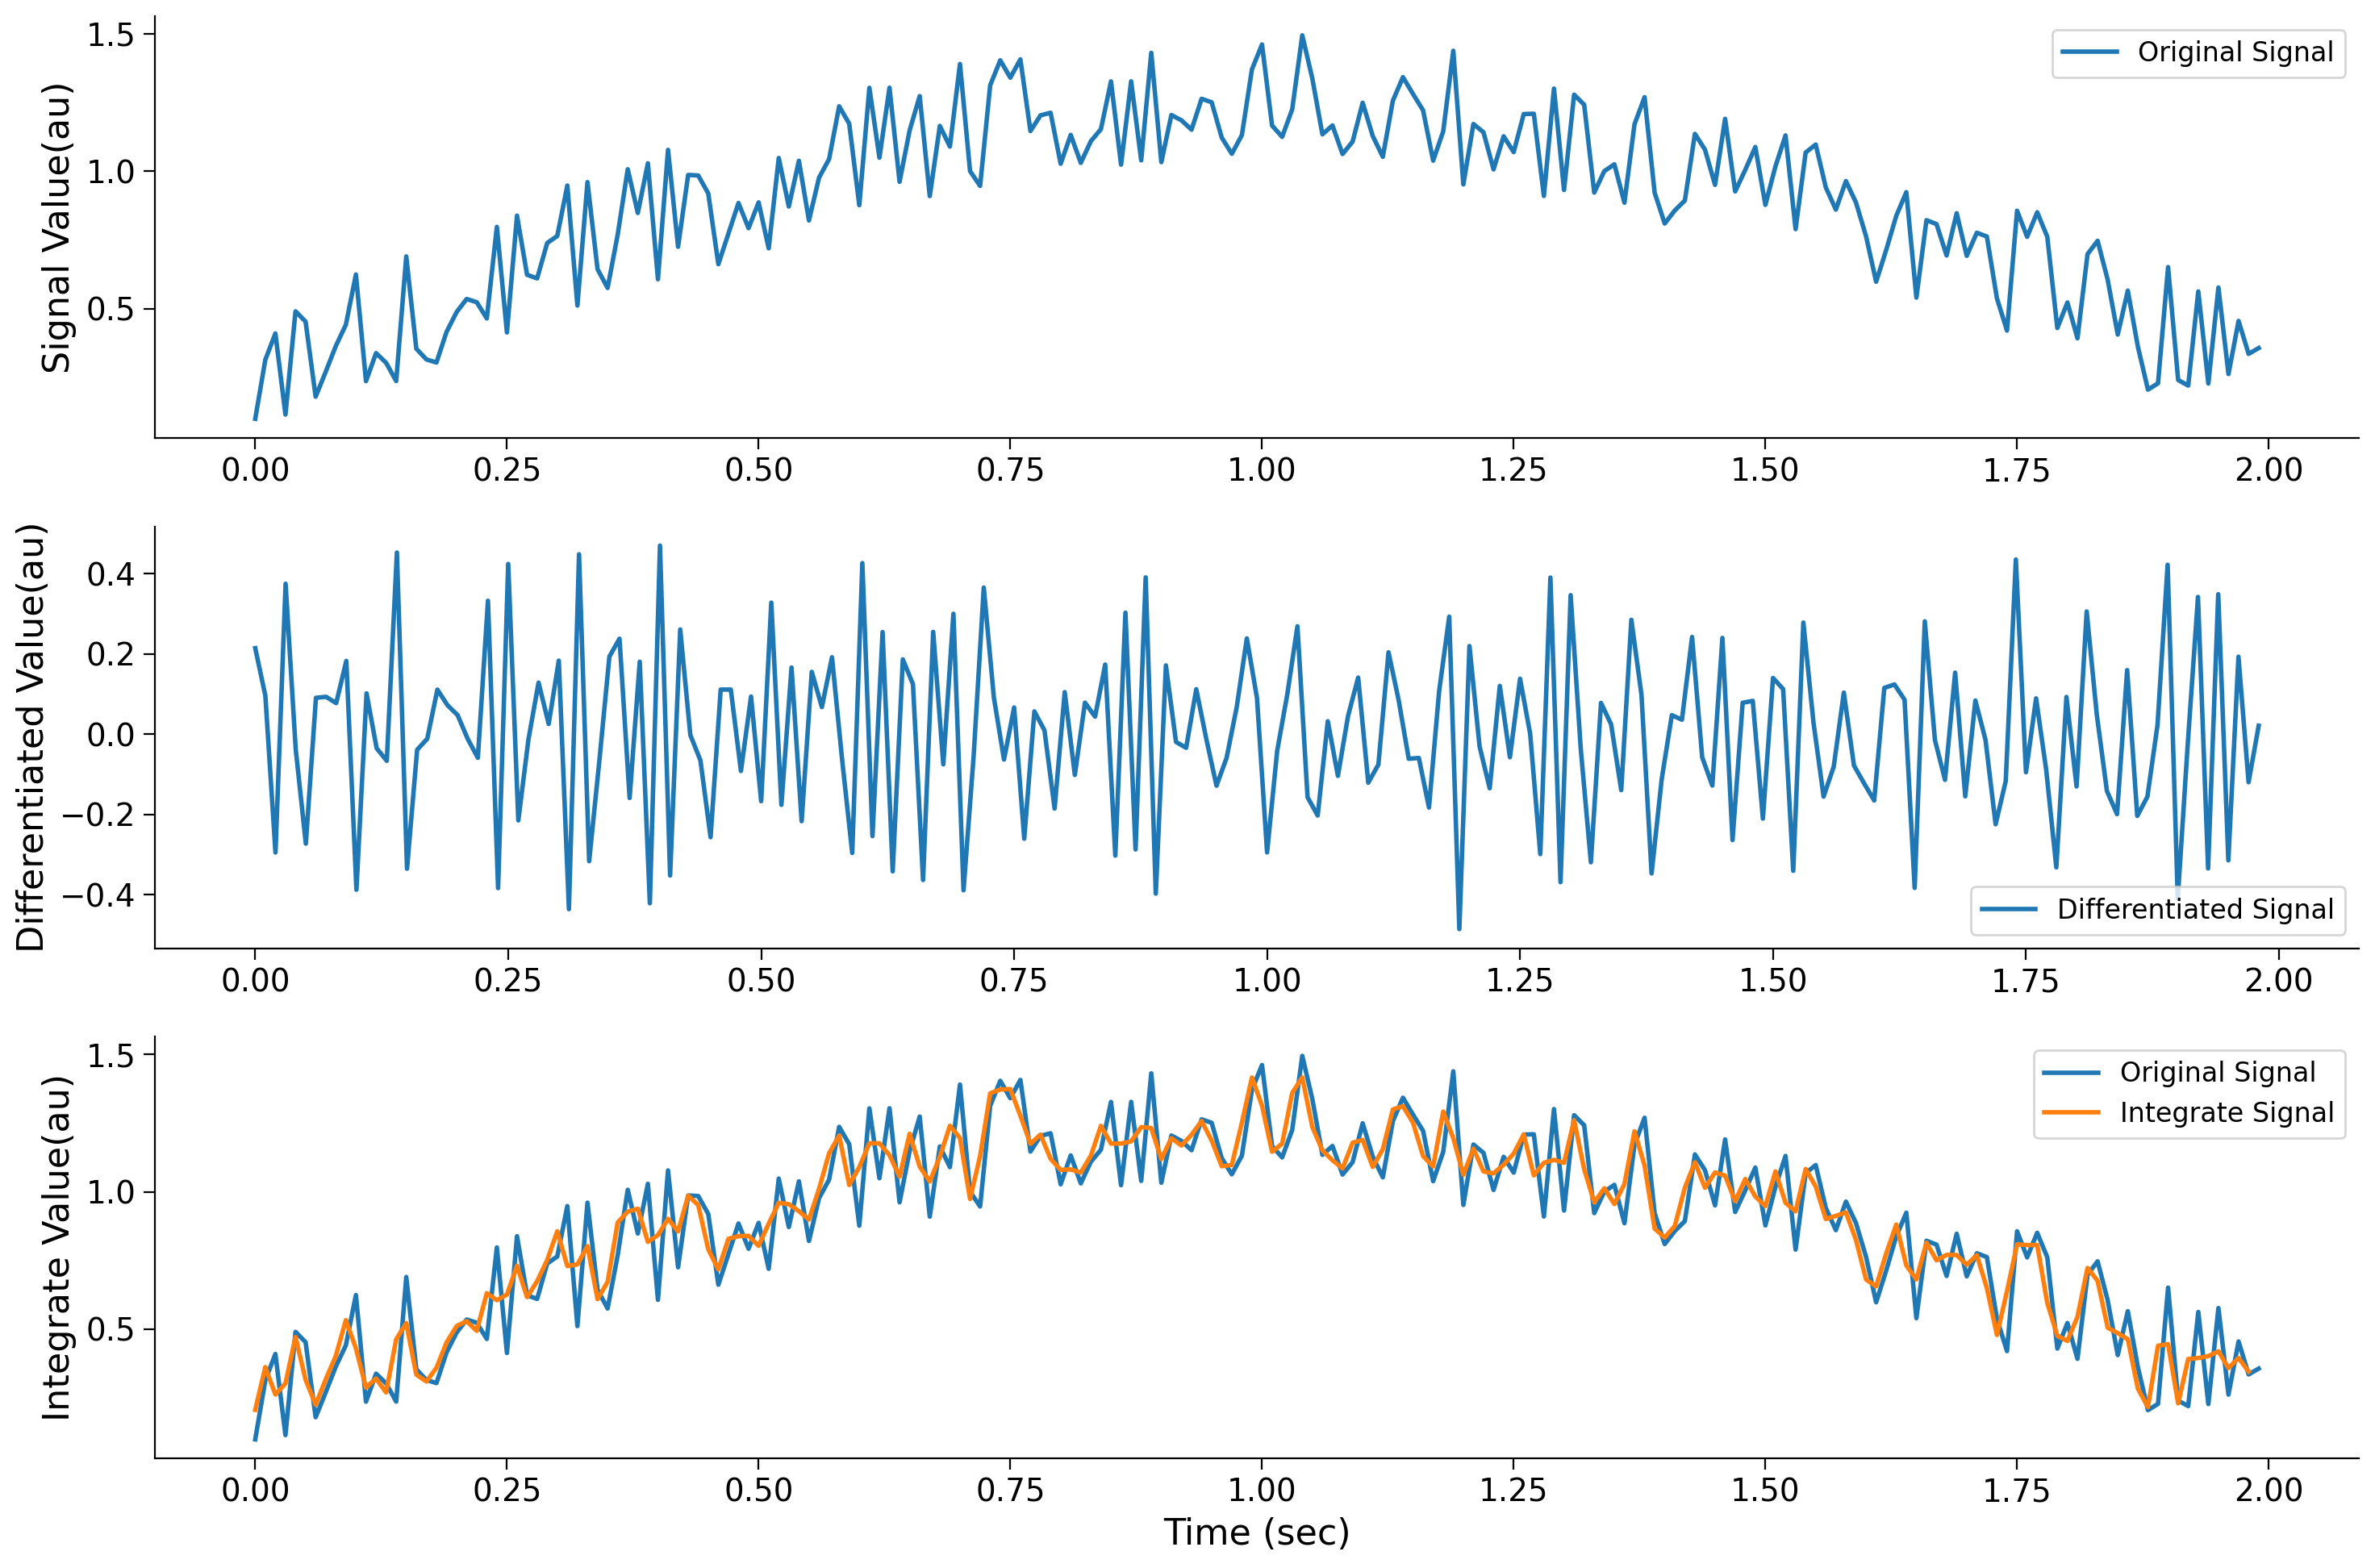 Signal Value(au)
1.5
1.0
0.5
Original Signal
0.00 0.25 0.50 0.75 1.00 1.25 1.50 1.75 2.00
Differentiated Value(au)
0.4
0.2
0.0
−0.2
−0.4
Differentiated Signal
0.00 0.25 0.50 0.75 1.00 1.25 1.50 1.75 2.00
Integrate Value(au)
1.5
1.0
0.5
Original Signal
Integrate Signal
0.00 0.25 0.50 0.75 1.00 1.25 1.50 1.75 2.00
Time (sec)